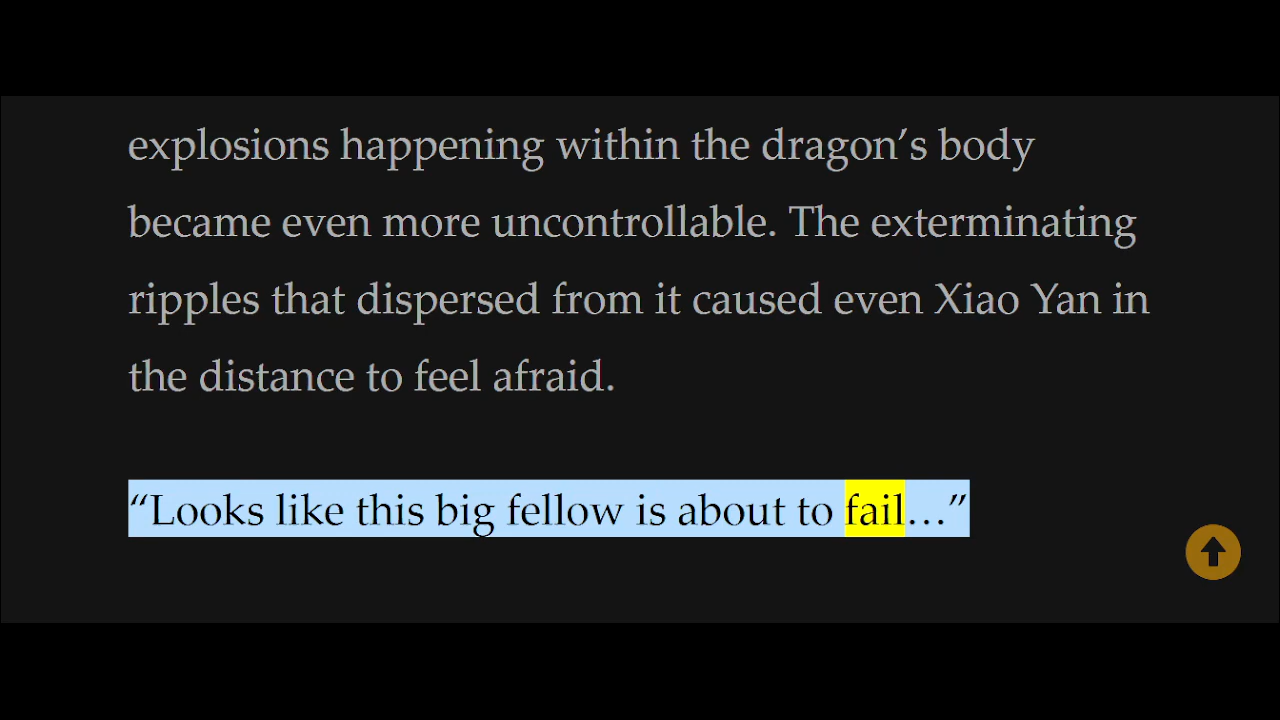 explosions happening within the dragon’s body
became even more uncontrollable. The exterminating
ripples that dispersed from it caused even Xiao Yan in
the distance to feel afraid.
“Looks like this big fellow is about to fail…”